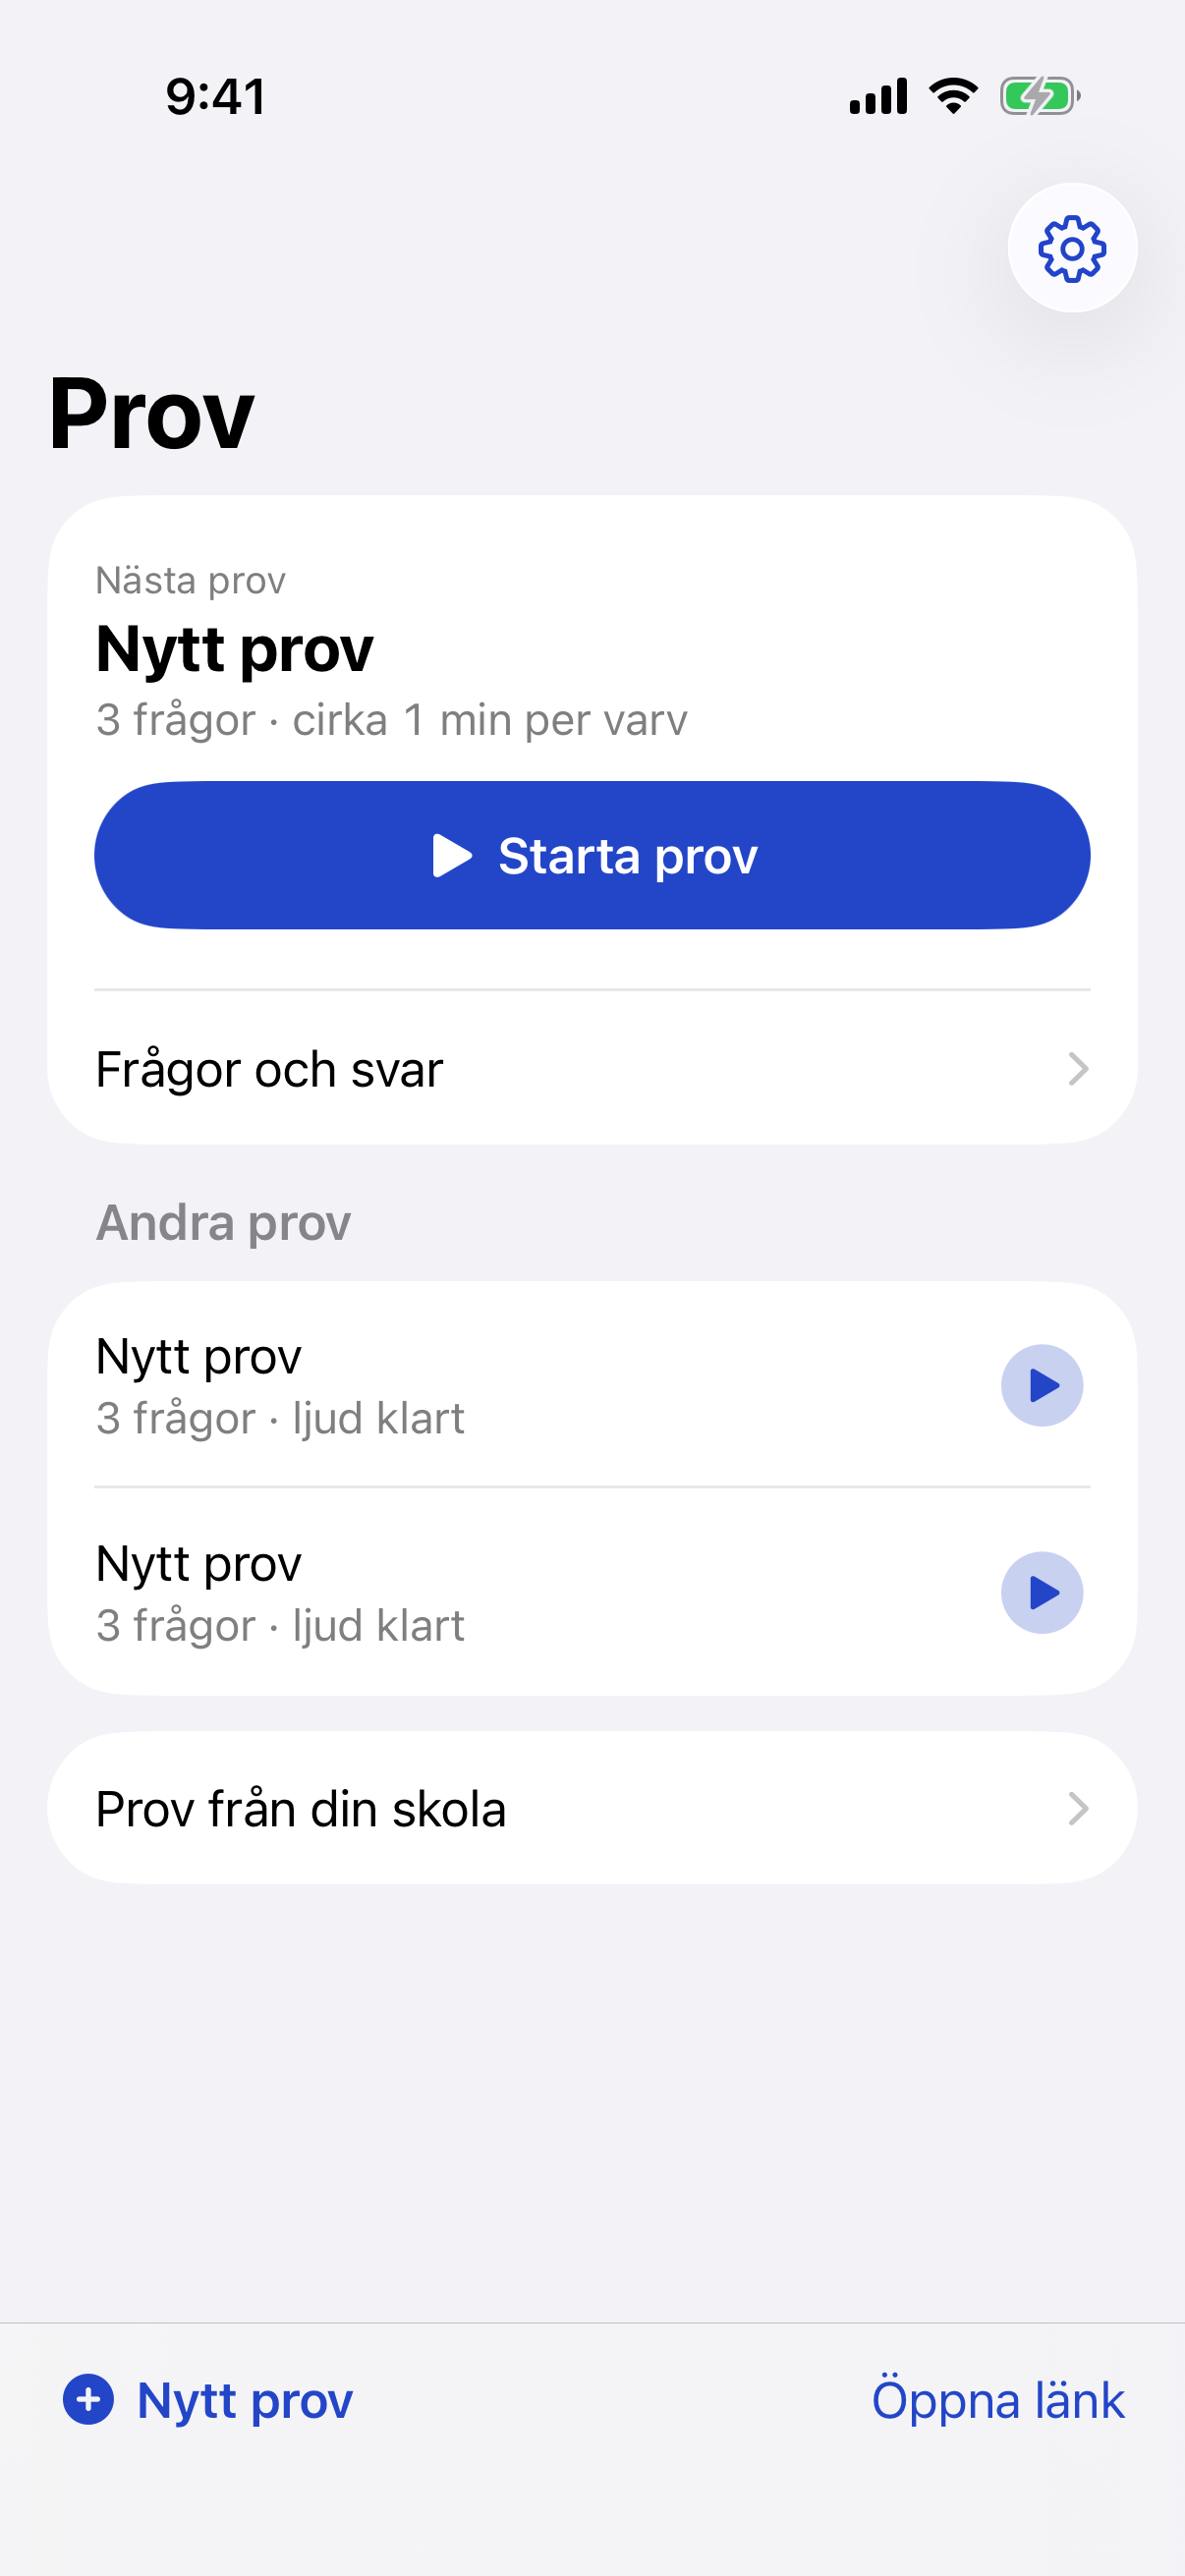 9:41
Prov
Nästa prov
Nytt prov
3 frågor · cirka 1 min per varv
Starta prov
Frågor och svar
Andra prov
Nytt prov
3 frågor · ljud klart
Nytt prov
3 frågor · ljud klart
Prov från din skola
Nytt prov
Öppna länk